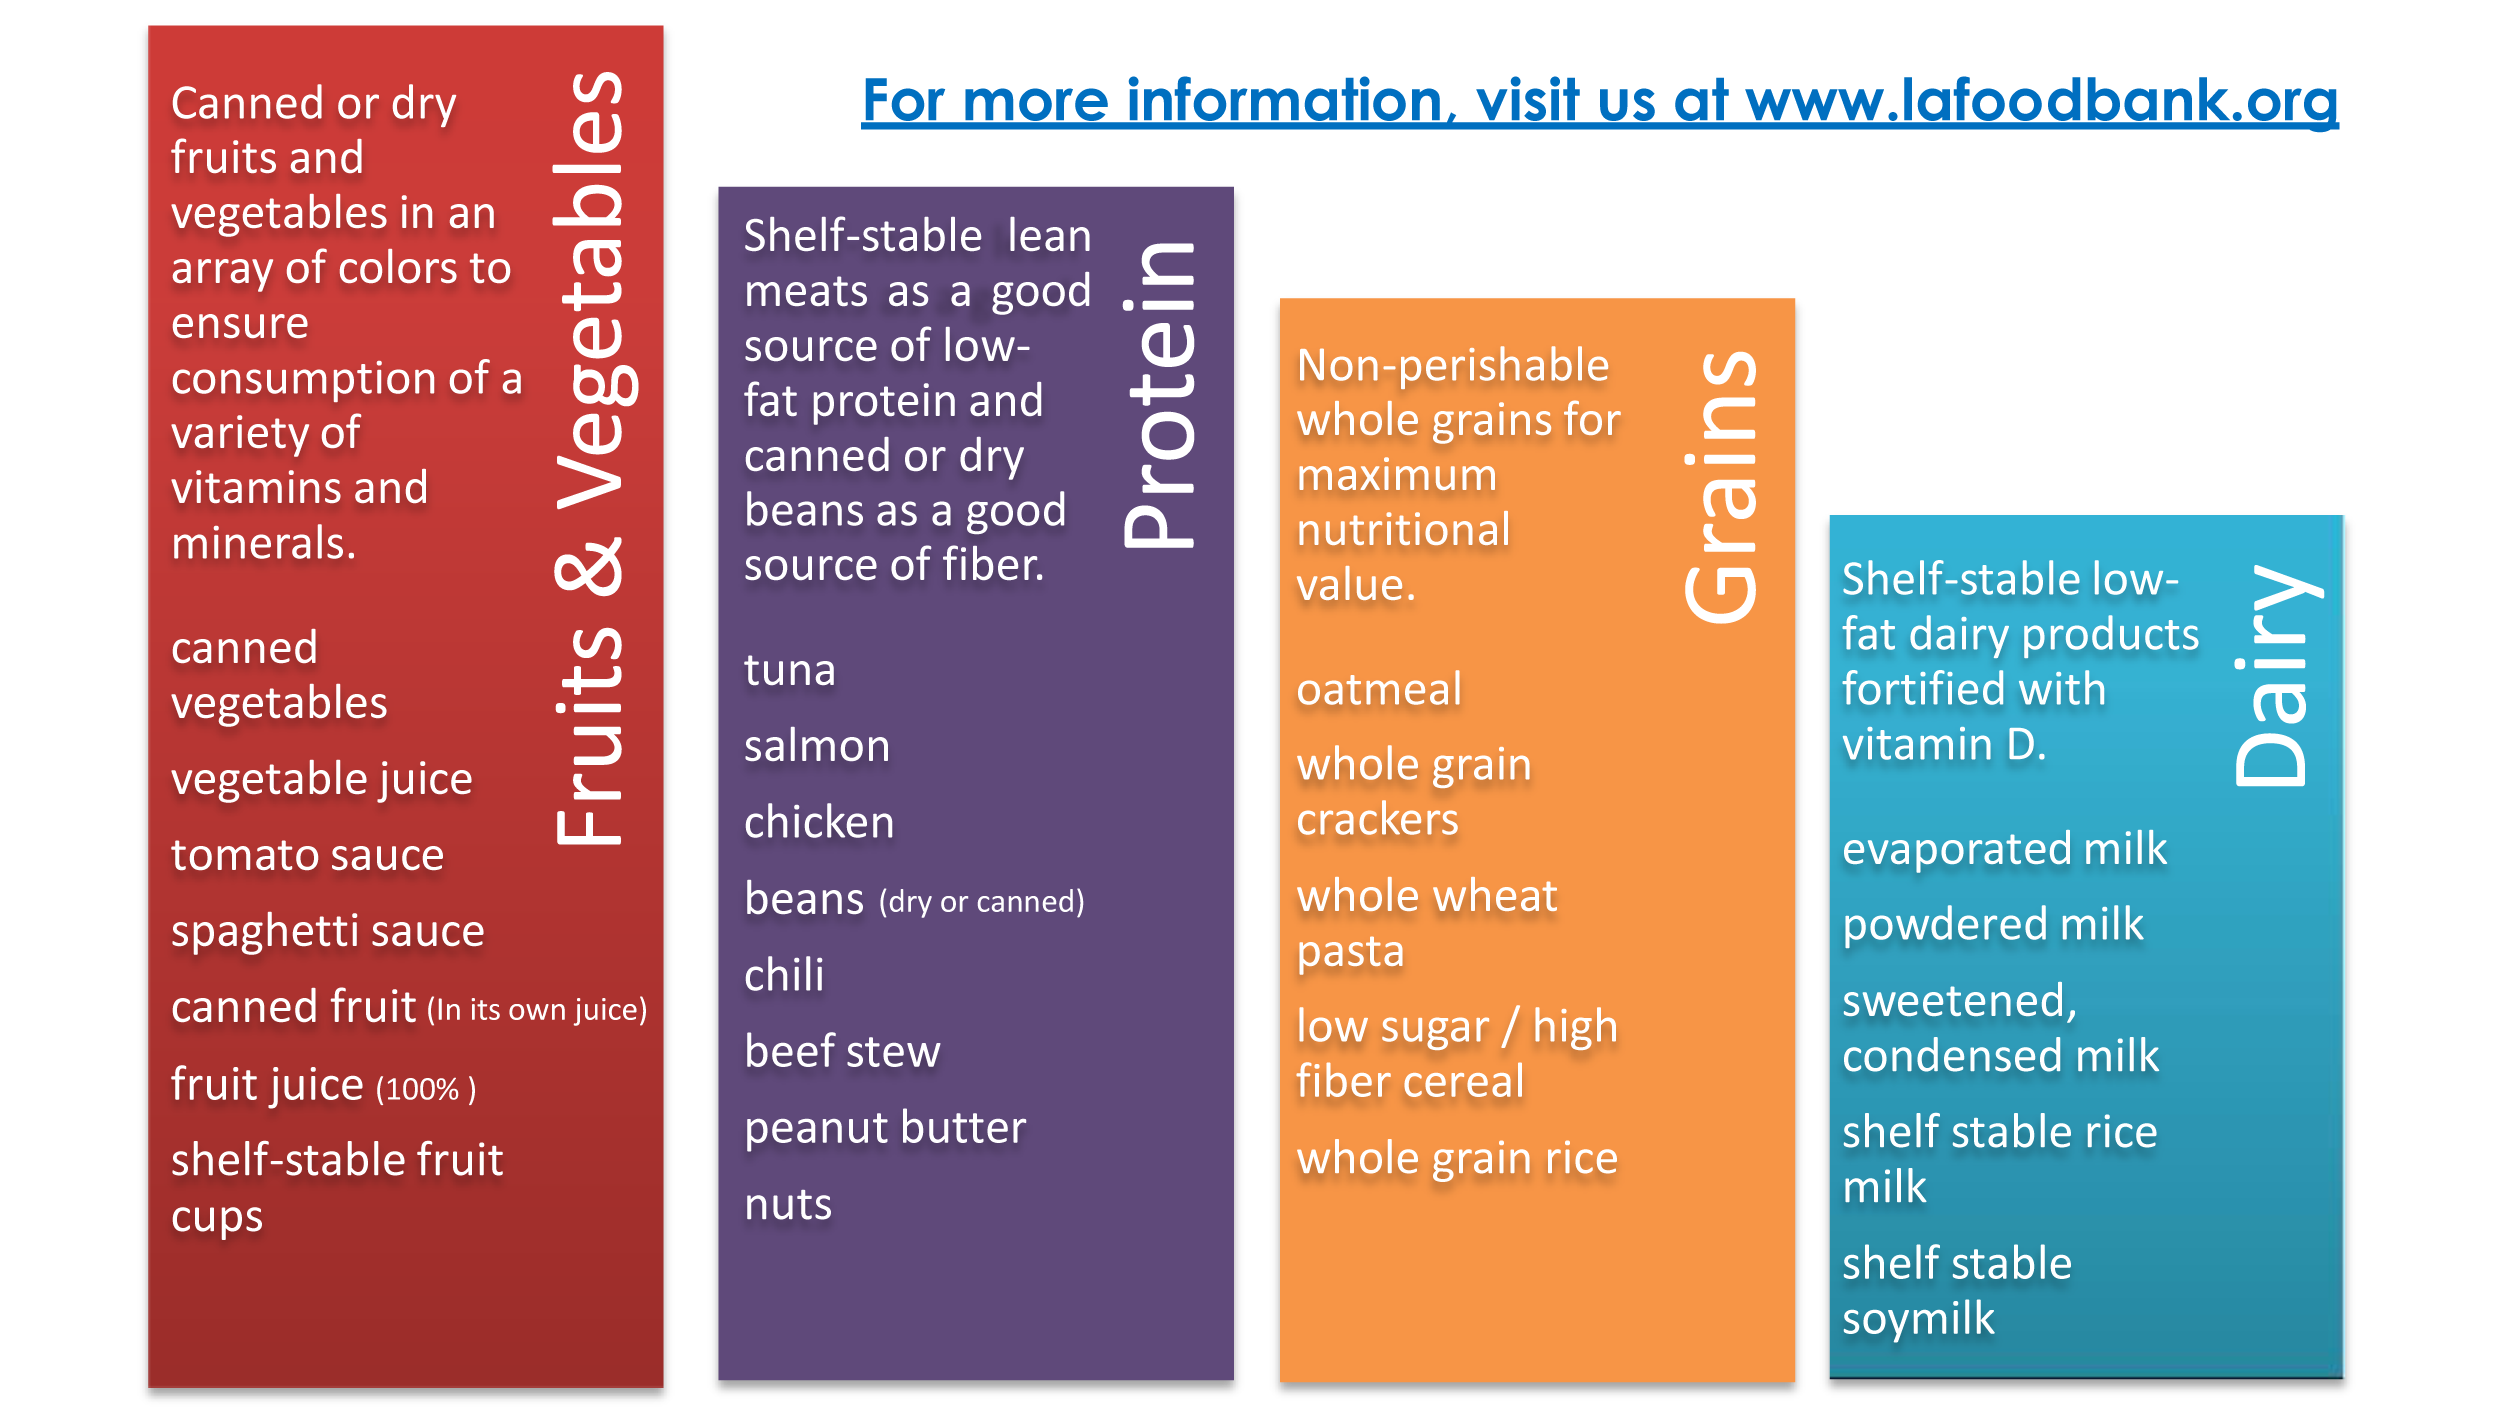 For more information, visit us at www.lafoodbank.org
Fruits & Vegetables
Canned or dry
fruits and
vegetables in an
array of colors to
ensure
consumption of a
variety of
vitamins and
minerals.
canned
vegetables
vegetable juice
tomato sauce
spaghetti sauce
canned fruit (In its own juice)
fruit juice (100% )
shelf-stable fruit
cups
Protein
Shelf-stable lean
meats as a good
source of low-
fat protein and
canned or dry
beans as a good
source of fiber.
tuna
salmon
chicken
beans (dry or canned)
chili
beef stew
peanut butter
nuts
Grains
Non-perishable
whole grains for
maximum
nutritional
value.
oatmeal
whole grain
crackers
whole wheat
pasta
low sugar / high
fiber cereal
whole grain rice
Dairy
Shelf-stable low-
fat dairy products
fortified with
vitamin D.
evaporated milk
powdered milk
sweetened,
condensed milk
shelf stable rice
milk
shelf stable
soymilk